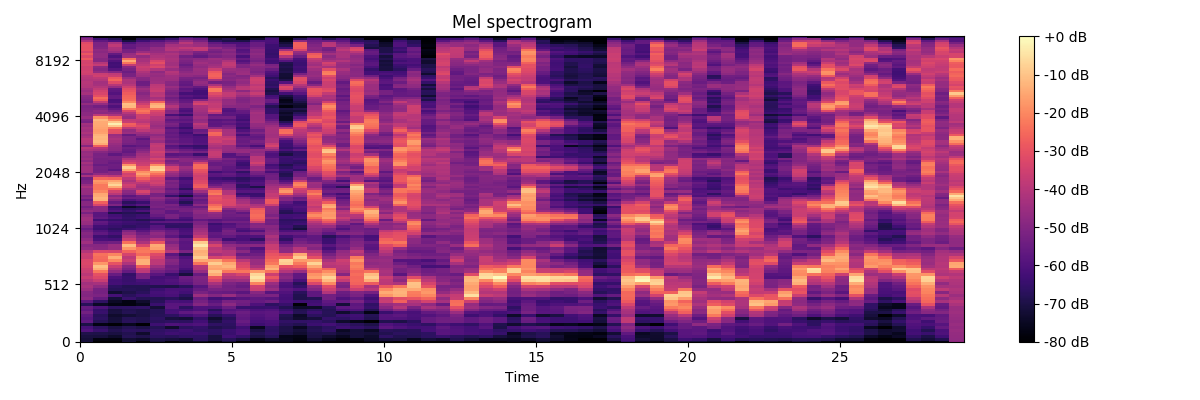 Mel spectrogram
Hz
8192
4096
2048
1024
512
0
0 5 10 15 20 25
Time
+0 dB
-10 dB
-20 dB
-30 dB
-40 dB
-50 dB
-60 dB
-70 dB
-80 dB